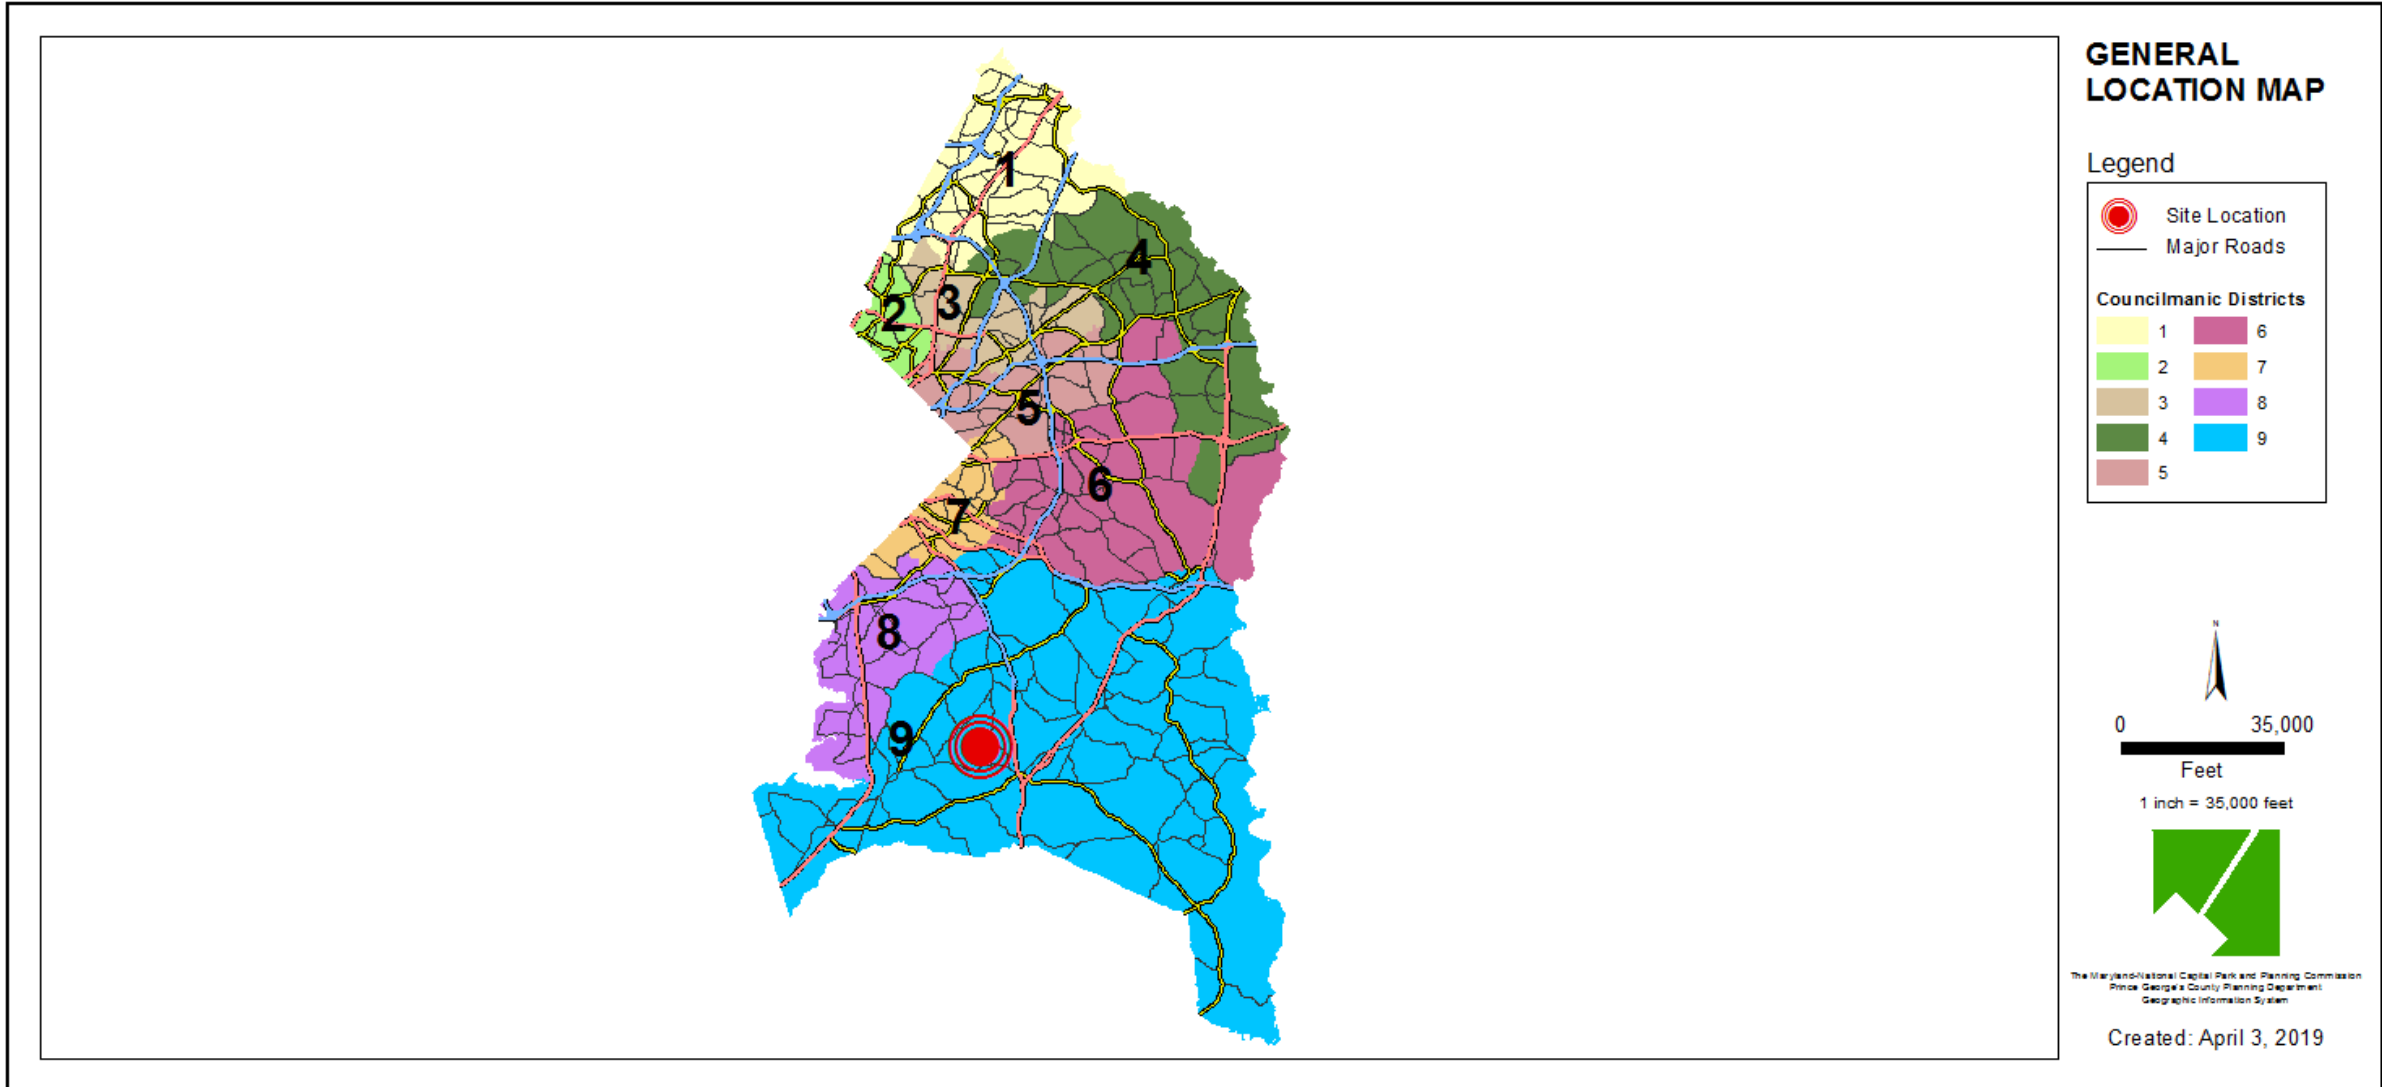 GENERAL
LOCATION MAP
Legend
Site Location
Major Roads
Councilmanic Districts
1 6
2 7
3 8
4 9
5
1
4
3
2
5
6
7
8
9
N
0 35,000
Feet
1 inch = 35,000 feet
The Maryland-National Capital Park and Planning Commission
Prince George's County Planning Department
Geographic Information System
Created: April 3, 2019